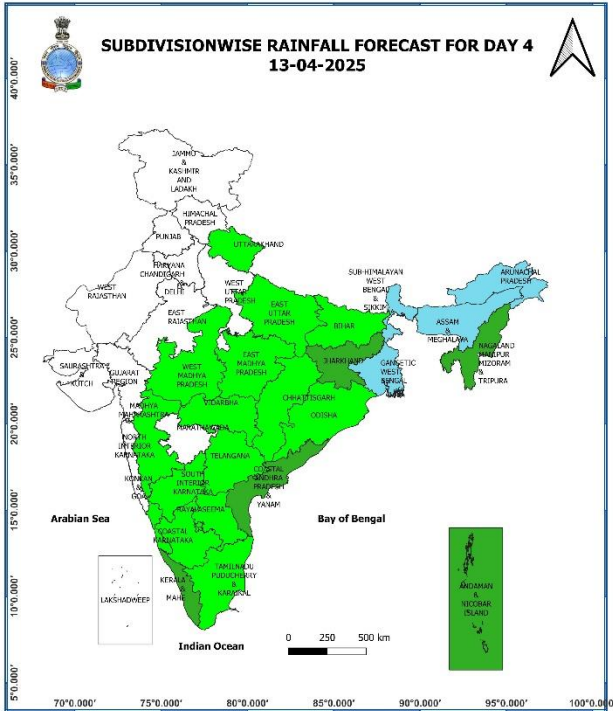 SUBDIVISIONWISE RAINFALL FORECAST FOR DAY 4
13-04-2025
40°0.000'
35°0.000'
30°0.000'
25°0.000'
20°0.000'
15°0.000'
10°0.000'
5°0.000'
JAMMU
&
KASHMIR
AND
LADAKH
HIMACHAL
PRADESH
PUNJAB
UTTARAKHAND
HARYANA
CHANDIGARH
&
DELHI
WEST
RAJASTHAN
WEST
UTTAR
PRADESH
EAST
RAJASTHAN
EAST
UTTAR
PRADESH
SUB-HIMALAYAN
WEST
BENGAL
&
SIKKIM
ARUNACHAL
PRADESH
BIHAR
ASSAM
&
MEGHALAYA
NAGALAND
MANIPUR
MIZORAM
&
TRIPURA
JHARKHAND
GANGETIC
WEST
BENGAL
SAURASHTRA
&
KUTCH
GUJARAT
REGION
WEST
MADHYA
PRADESH
EAST
MADHYA
PRADESH
CHHATTISGARH
ODISHA
VIDARBHA
MADHYA
MAHARASHTRA
MARATHAWADA
NORTH
INTERIOR
KARNATAKA
TELANGANA
KONKAN
&
GOA
SOUTH
INTERIOR
KARNATAKA
COASTAL
ANDHRA
PRADESH
&
YANAM
RAYALASEEMA
COASTAL
KARNATAKA
Arabian Sea
Bay of Bengal
TAMILNADU
PUDUCHERRY
&
KARAIKAL
KERALA
&
MAHE
LAKSHADWEEP
ANDAMAN
&
NICOBAR
ISLAND
Indian Ocean
0 250 500 km
70°0.000' 75°0.000' 80°0.000' 85°0.000' 90°0.000' 95°0.000' 100°0.000'